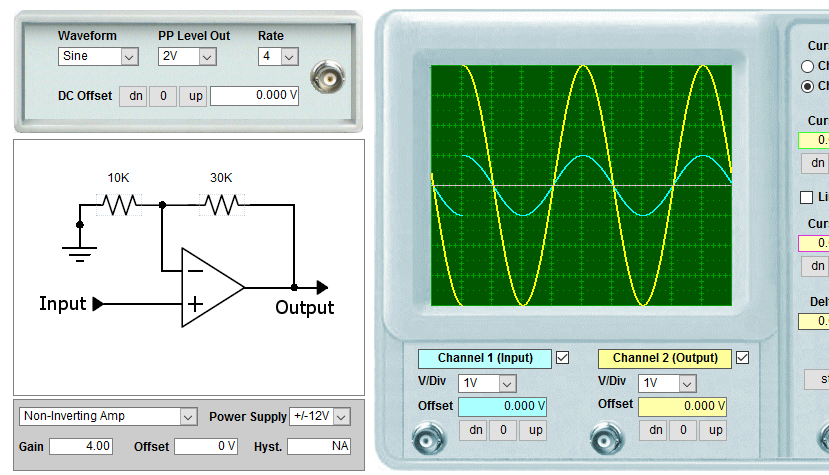 Waveform PP Level Out Rate
Sine 2V 4
DC Offset dn 0 up 0.000 V
10K 30K
Input
Output
Non-Inverting Amp Power Supply +/-12V
Gain 4.00 Offset 0 V Hyst. NA
Channel 1 (Input) Channel 2 (Output)
V/Div 1V V/Div 1V
Offset 0.000 V Offset 0.000 V
dn 0 up dn 0 up
Cur
Ch
Ch
Cur
0.
dn
Li
Cur
0.
dn
Del
0.
st